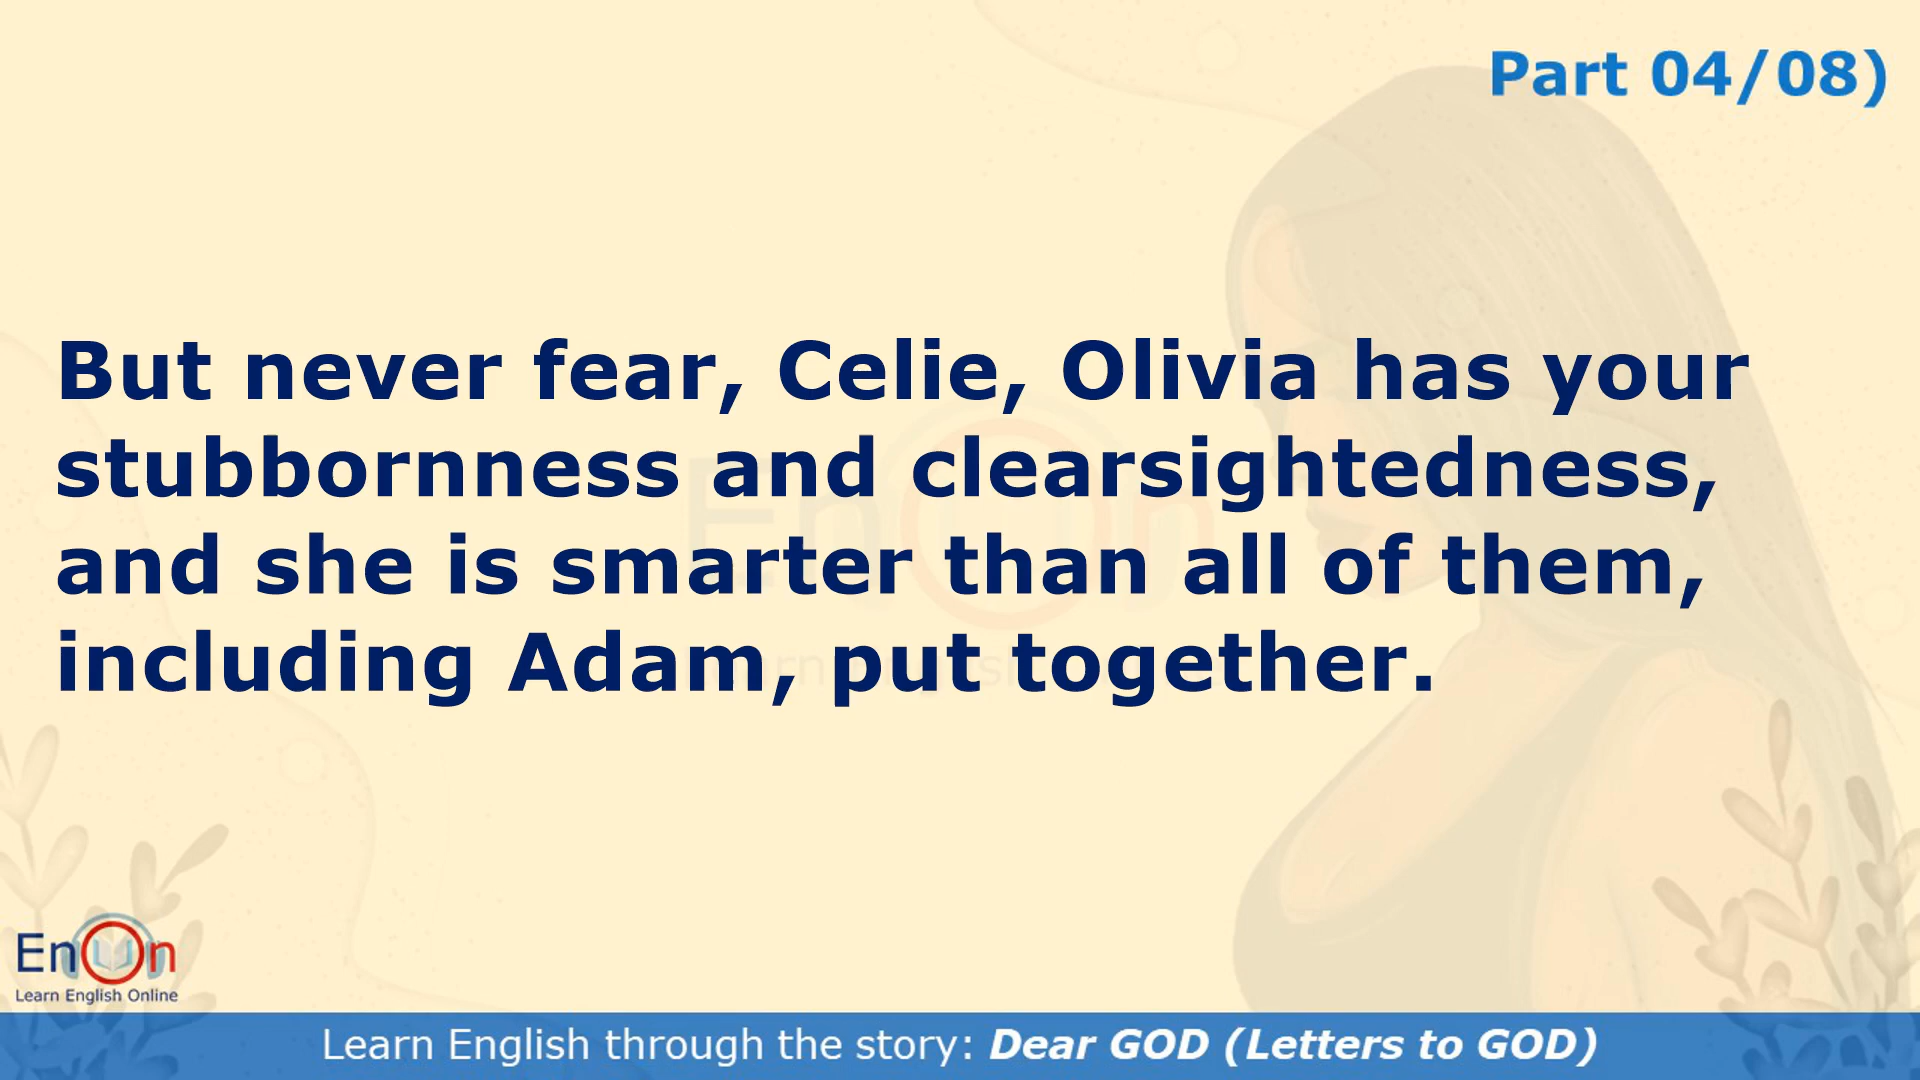 Part 04/08)
But never fear, Celie, Olivia has your
stubbornness and clearsightedness,
and she is smarter than all of them,
including Adam, put together.
EnOn
Learn English Online
Learn English through the story: Dear GOD (Letters to GOD)